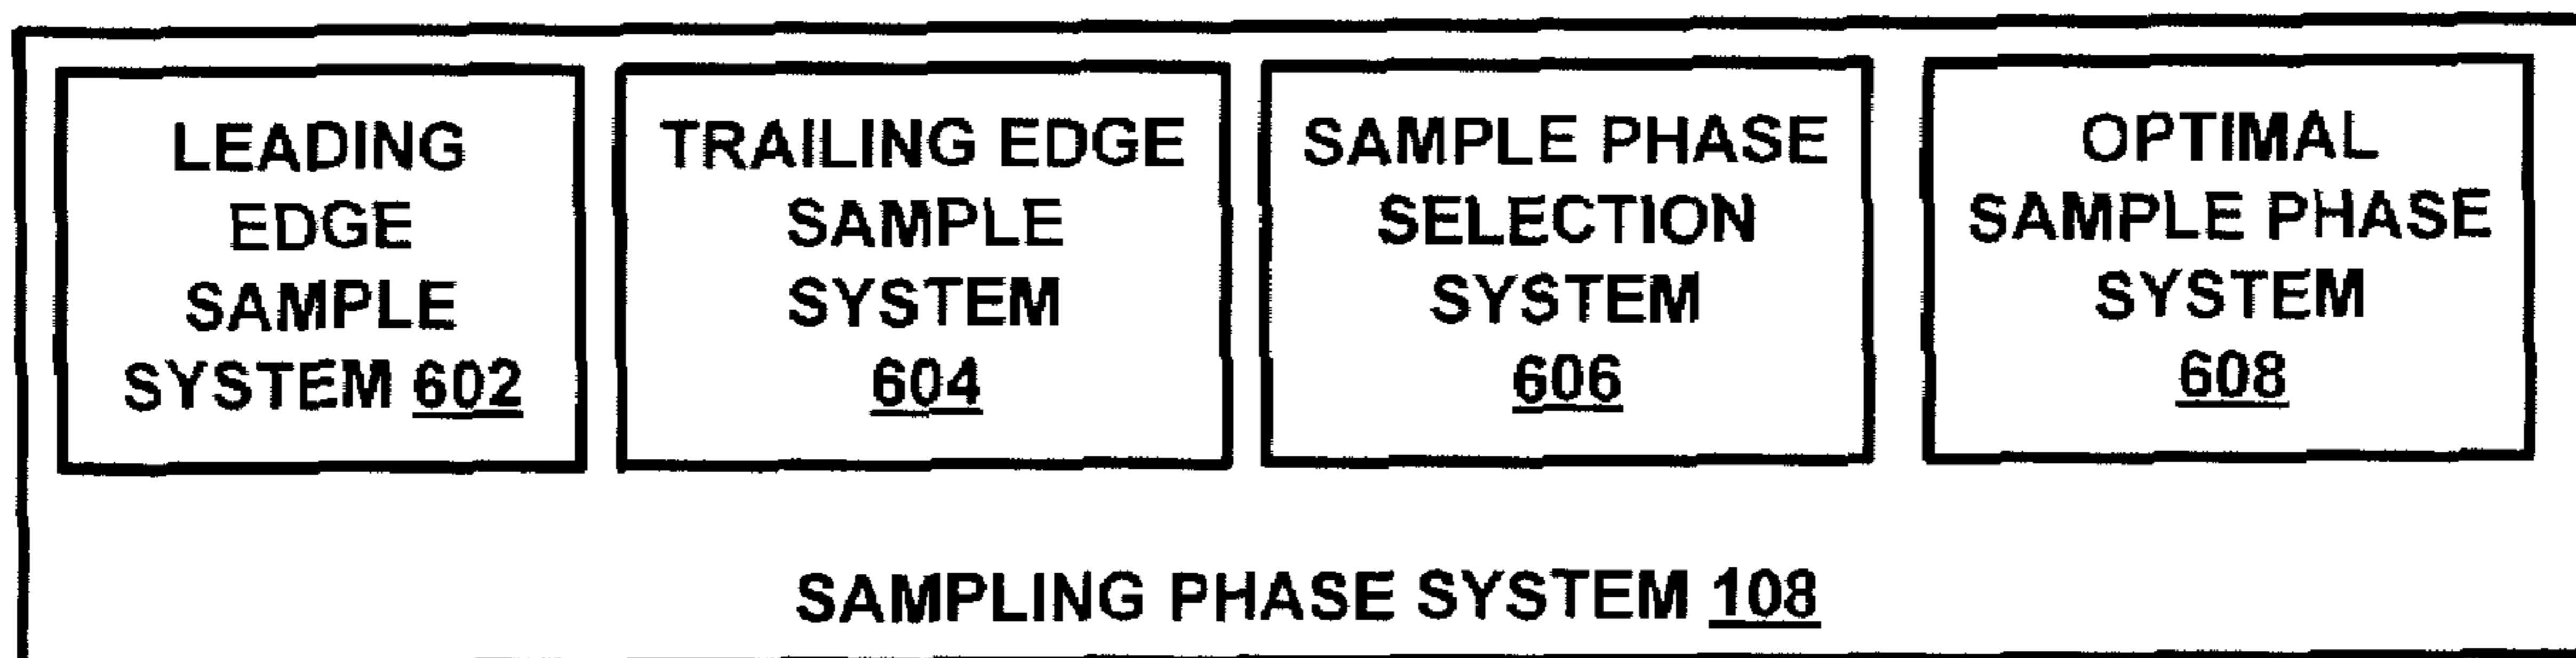 LEADING
EDGE
SAMPLE
SYSTEM 602
TRAILING EDGE
SAMPLE
SYSTEM
604
SAMPLE PHASE
SELECTION
SYSTEM
606
OPTIMAL
SAMPLE PHASE
SYSTEM
608
SAMPLING PHASE SYSTEM 108